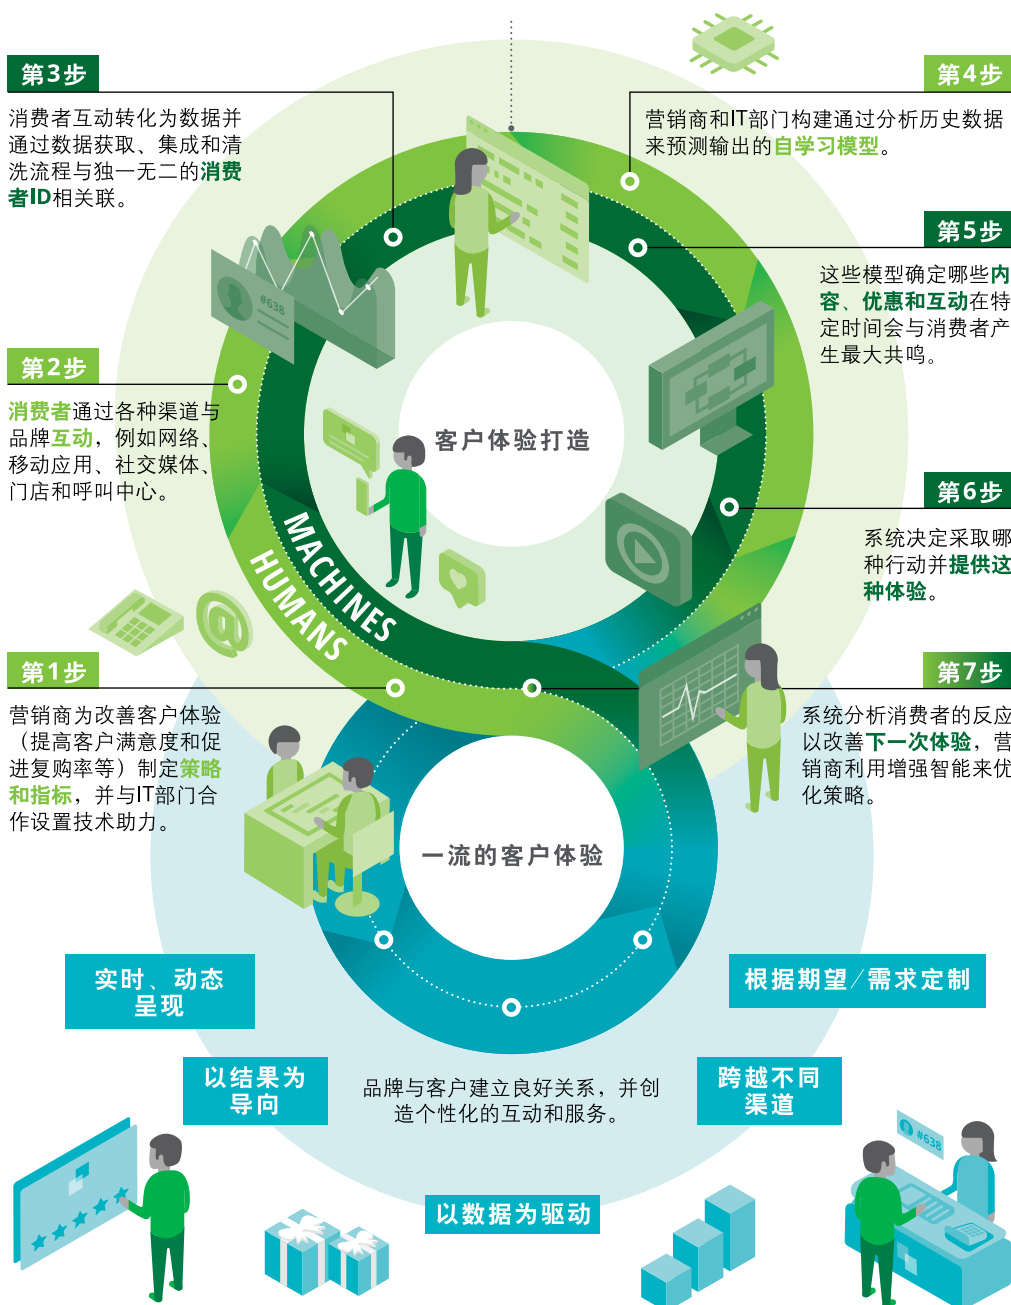 第3步
消费者互动转化为数据并
通过数据获取、集成和清
洗流程与独一无二的消费
者ID相关联。
第4步
营销商和IT部门构建通过分析历史数据
来预测输出的自学习模型。
第5步
这些模型确定哪些内
容、优惠和互动在特
定时间会与消费者产
生最大共鸣。
#638
第2步
消费者通过各种渠道与
品牌互动，例如网络、
移动应用、社交媒体、
门店和呼叫中心。
客户体验打造
第6步
系统决定采取哪
种行动并提供这
种体验。
MACHINES
HUMANS
@
第1步
营销商为改善客户体验
（提高客户满意度和促
进复购率等）制定策略
和指标，并与IT部门合
作设置技术助力。
第7步
系统分析消费者的反应
以改善下一次体验，营
销商利用增强智能来优
化策略。
一流的客户体验
实时、动态
呈现
根据期望/需求定制
以结果为
导向
品牌与客户建立良好关系，并创
造个性化的互动和服务。
跨越不同
渠道
#638
以数据为驱动